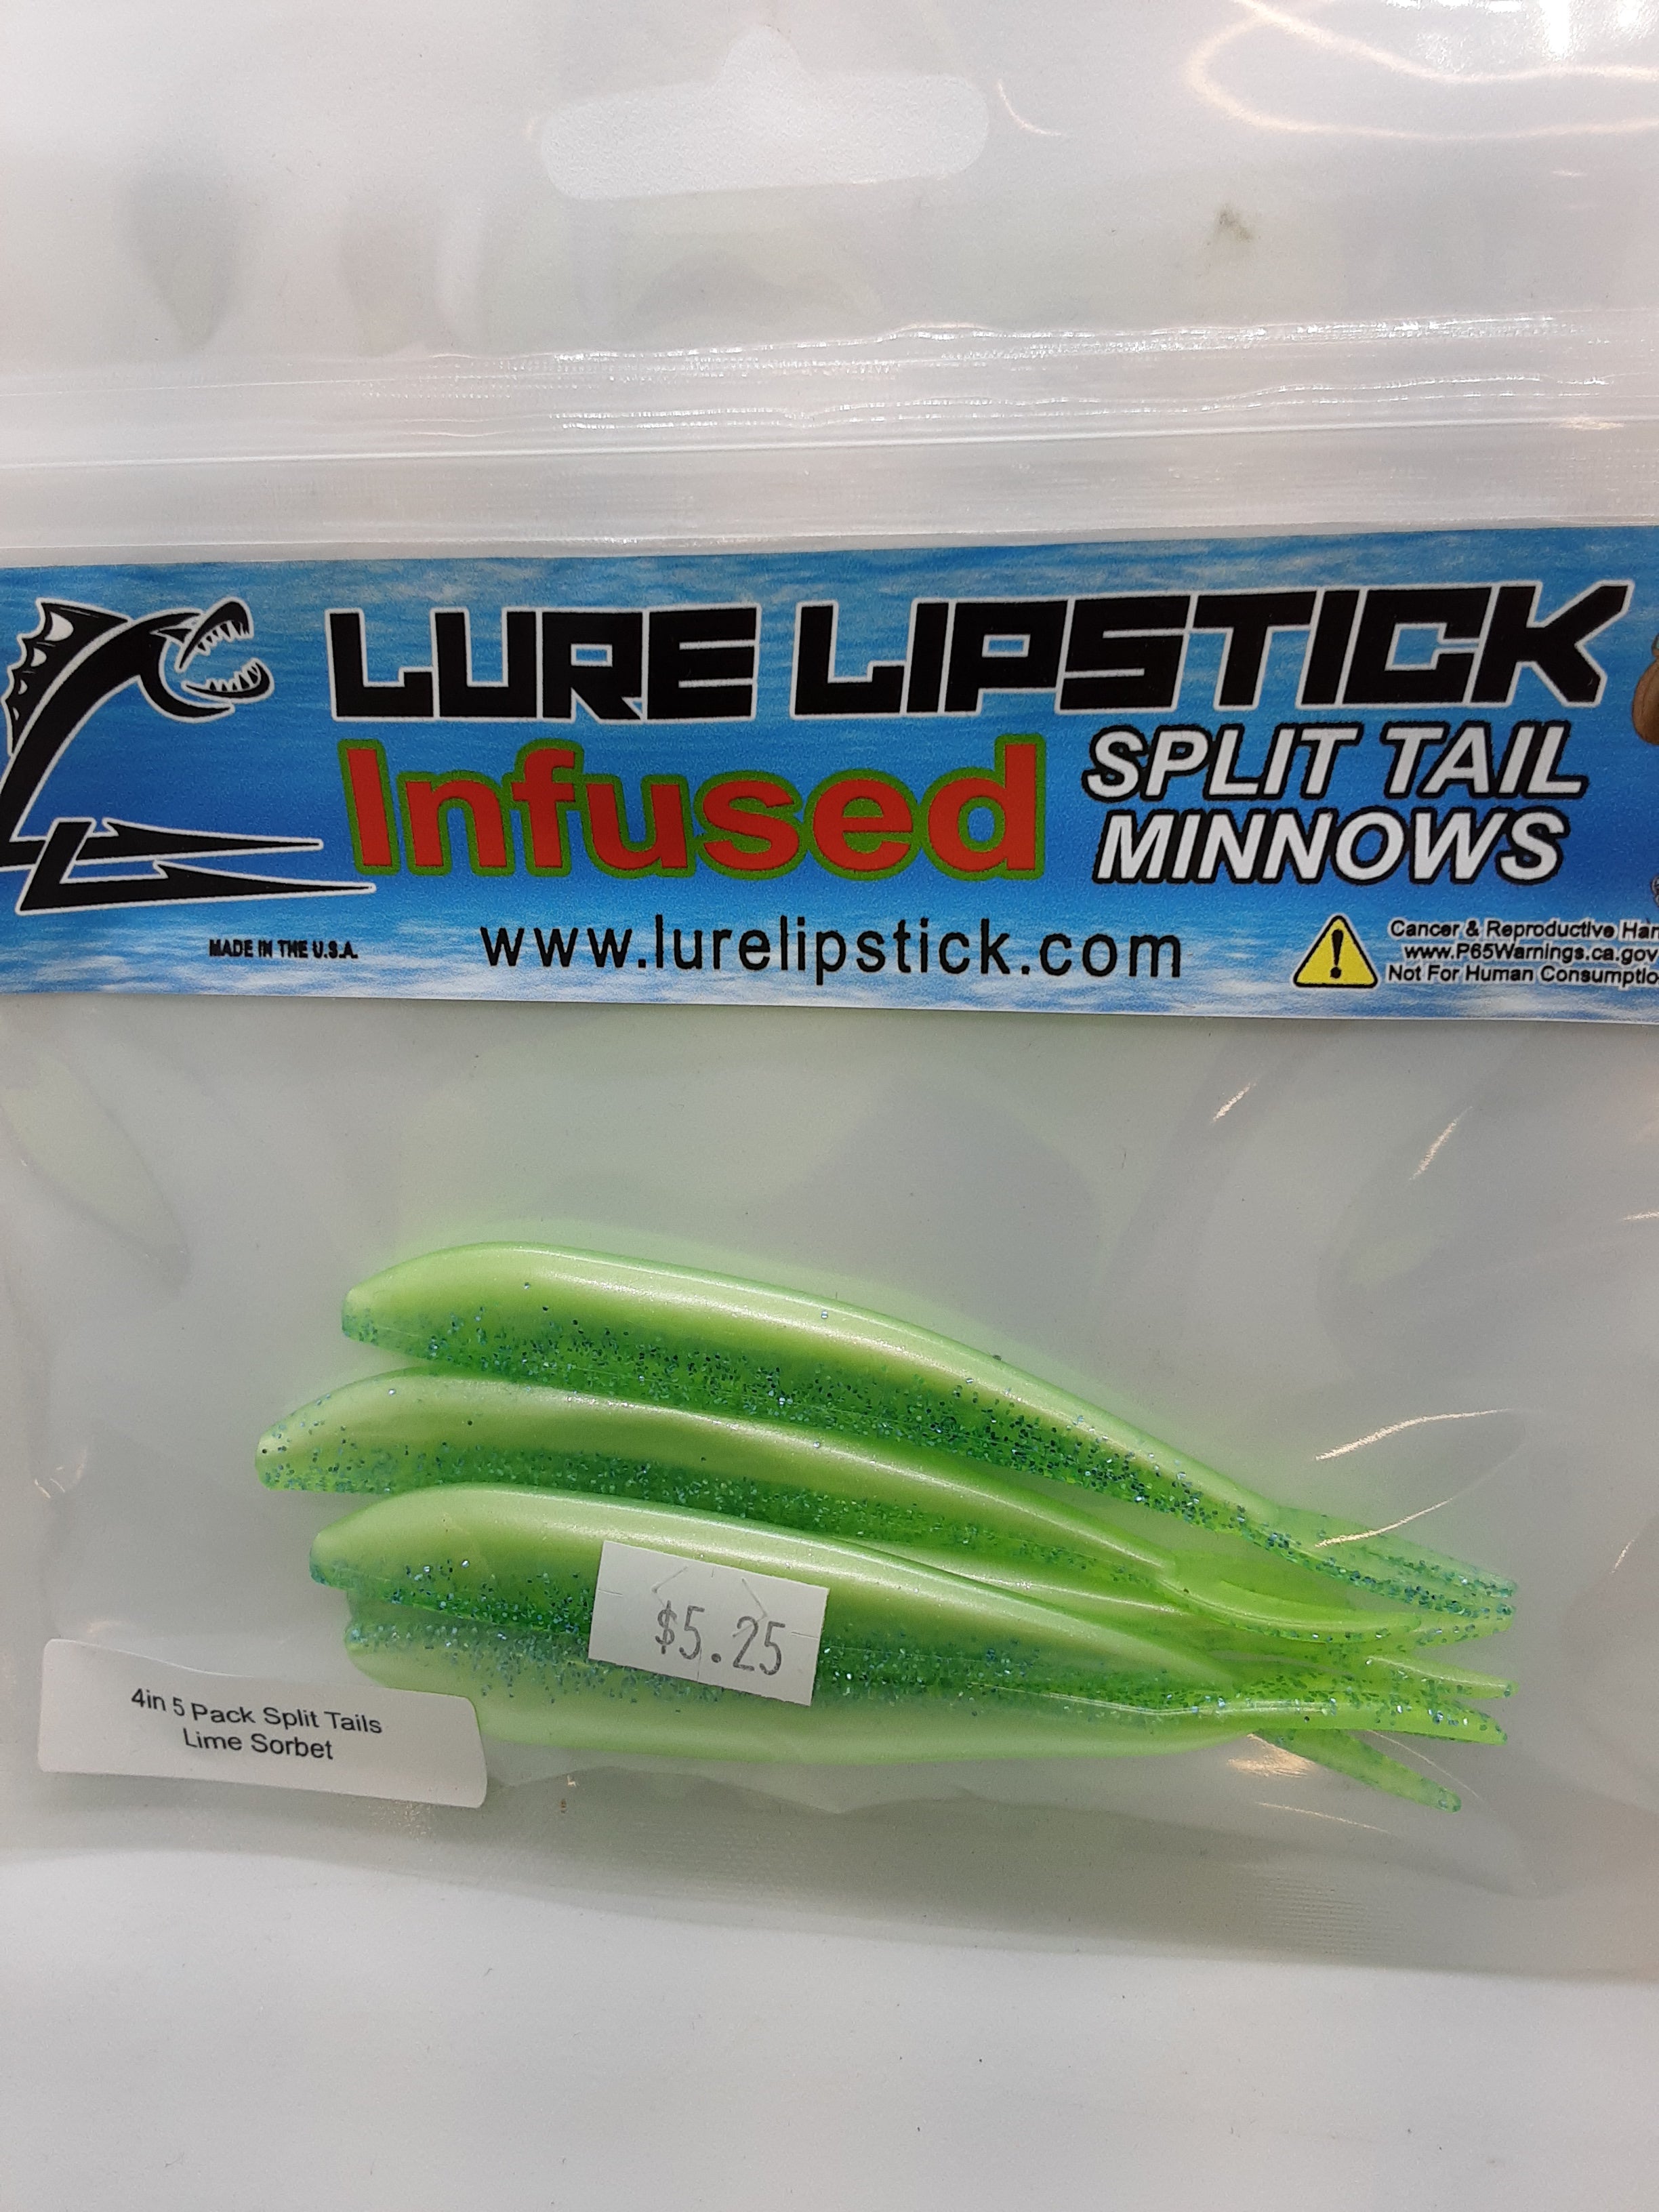 LURE LIPSTICK
Infused
SPLIT TAIL
MINNOWS
MADE IN THE U.S.A.
www.lurelipstick.com
Cancer & Reproductive
www.P65Warnings.ca.gov
Not For Human
$5.25
4in 5 Pack Split Tails
Lime Sorbet